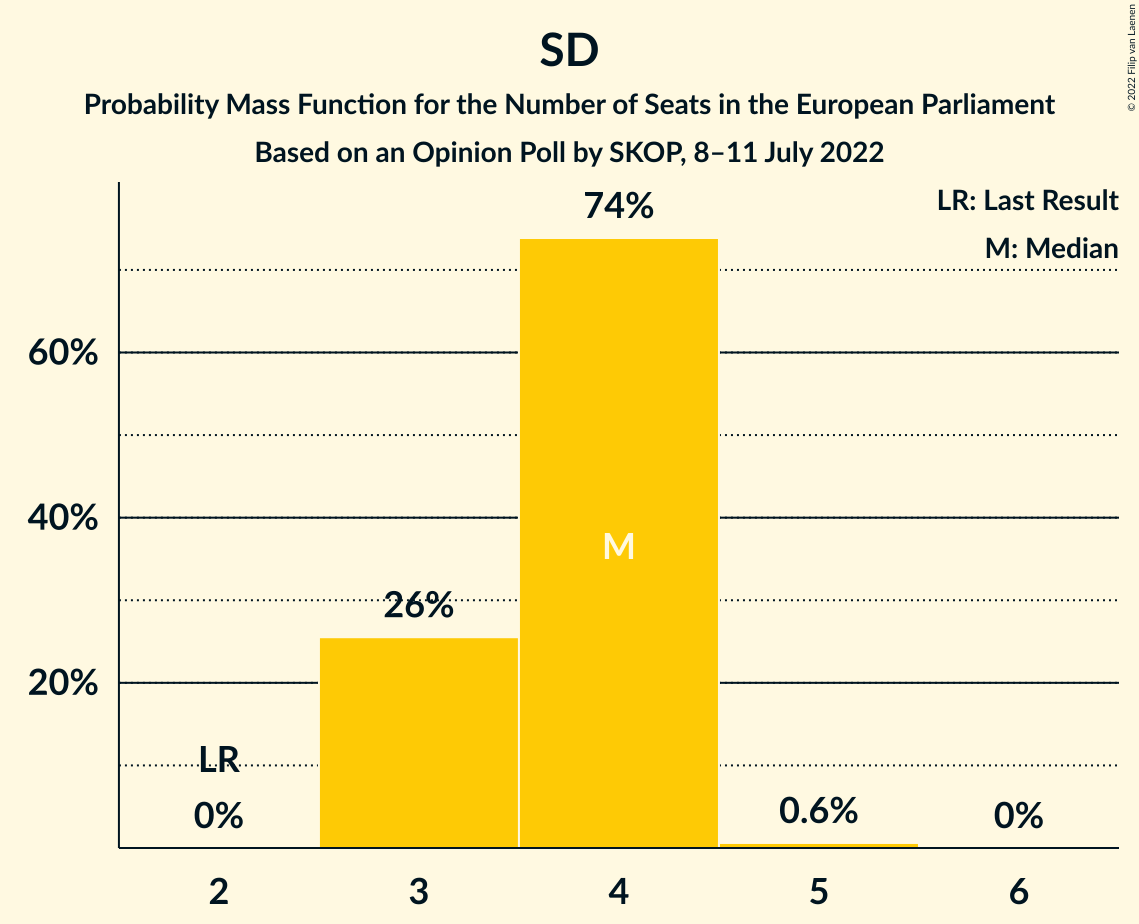 SD
Probability Mass Function for the Number of Seats in the European Parliament
Based on an Opinion Poll by SKOP, 8–11 July 2022
© 2022 Filip van Laenen
LR: Last Result
M: Median
74%
60%
40%
M
26%
20%
LR
0%
0.6%
0%
2 3 4 5 6